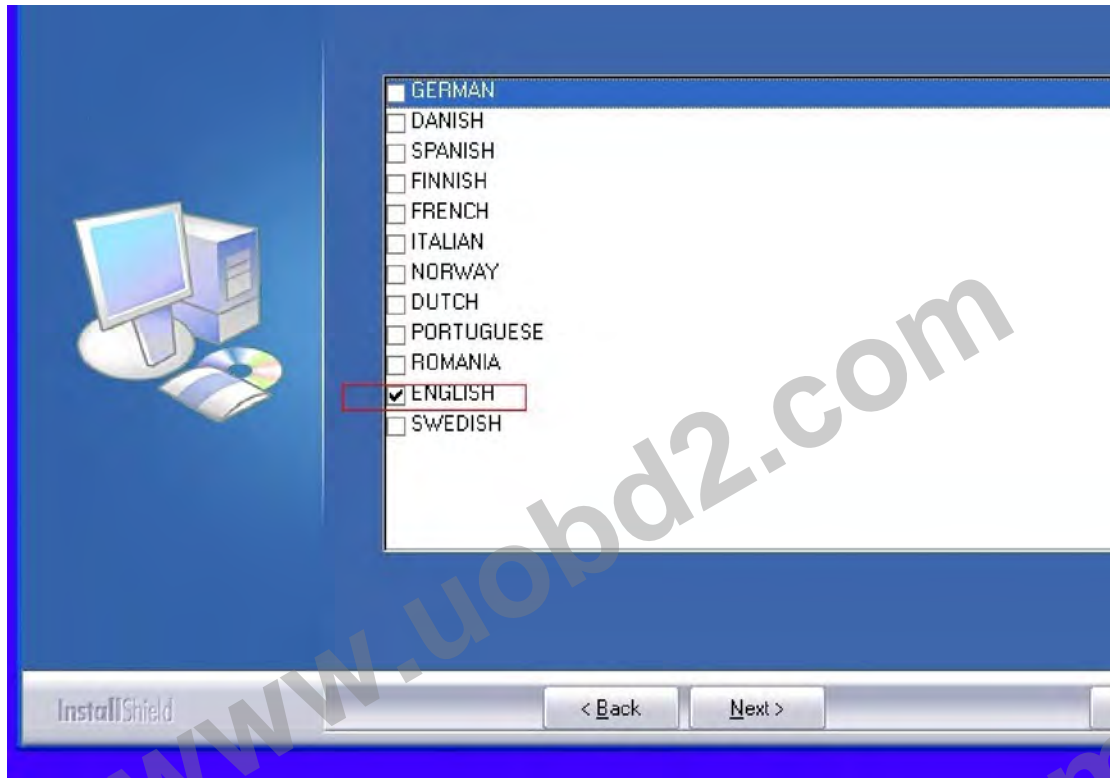 GERMAN
DANISH
SPANISH
FINNISH
FRENCH
ITALIAN
NORWAY
DUTCH
PORTUGUESE
ROMANIA
ENGLISH
SWEDISH
www.uobd2.com
InstallShield
< Back
Next >
m